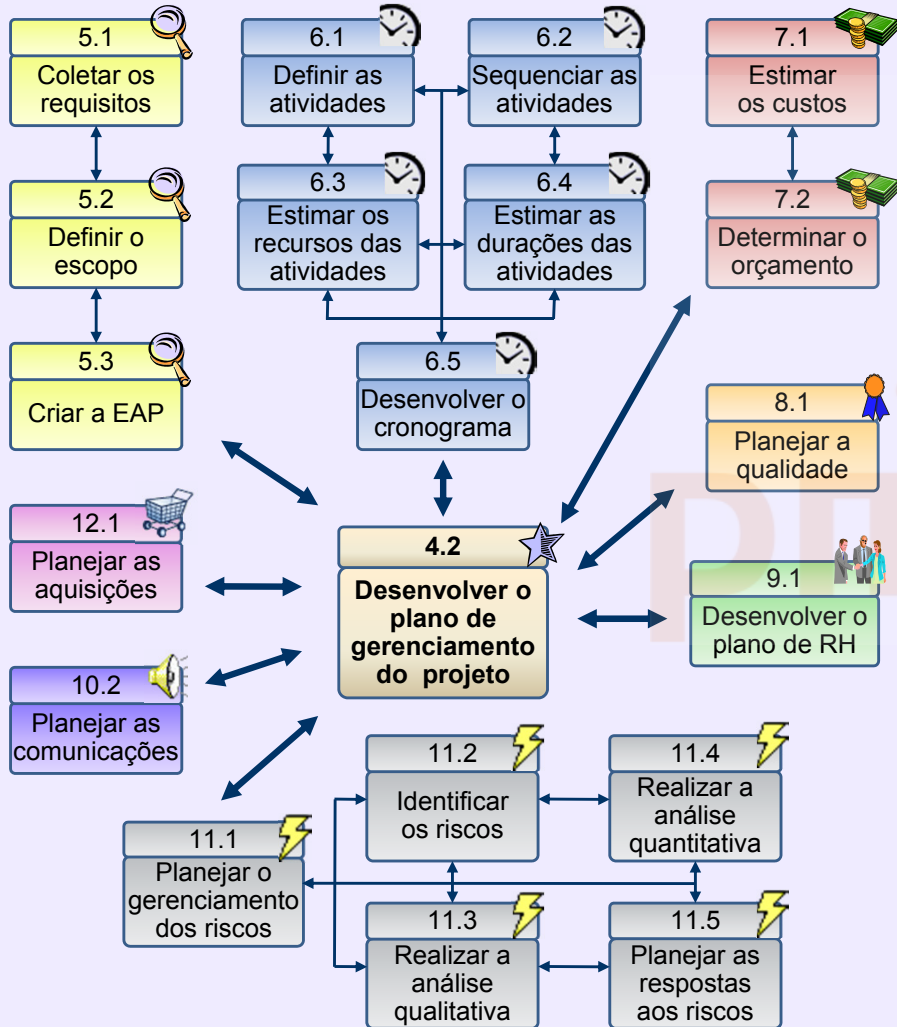 5.1
Coletar os
requisitos
6.1
Definir as
atividades
6.2
Sequenciar as
atividades
7.1
Estimar
os custos
5.2
Definir o
escopo
6.3
Estimar os
recursos das
atividades
6.4
Estimar as
durações das
atividades
7.2
Determinar o
orçamento
5.3
Criar a EAP
6.5
Desenvolver o
cronograma
8.1
Planejar a
qualidade
12.1
Planejar as
aquisições
4.2
Desenvolver o
plano de
gerenciamento
do projeto
9.1
Desenvolver o
plano de RH
10.2
Planejar as
comunicações
11.1
Planejar o
gerenciamento
dos riscos
11.2
Identificar
os riscos
11.4
Realizar a
análise
quantitativa
11.3
Realizar a
análise
qualitativa
11.5
Planejar as
respostas
aos riscos